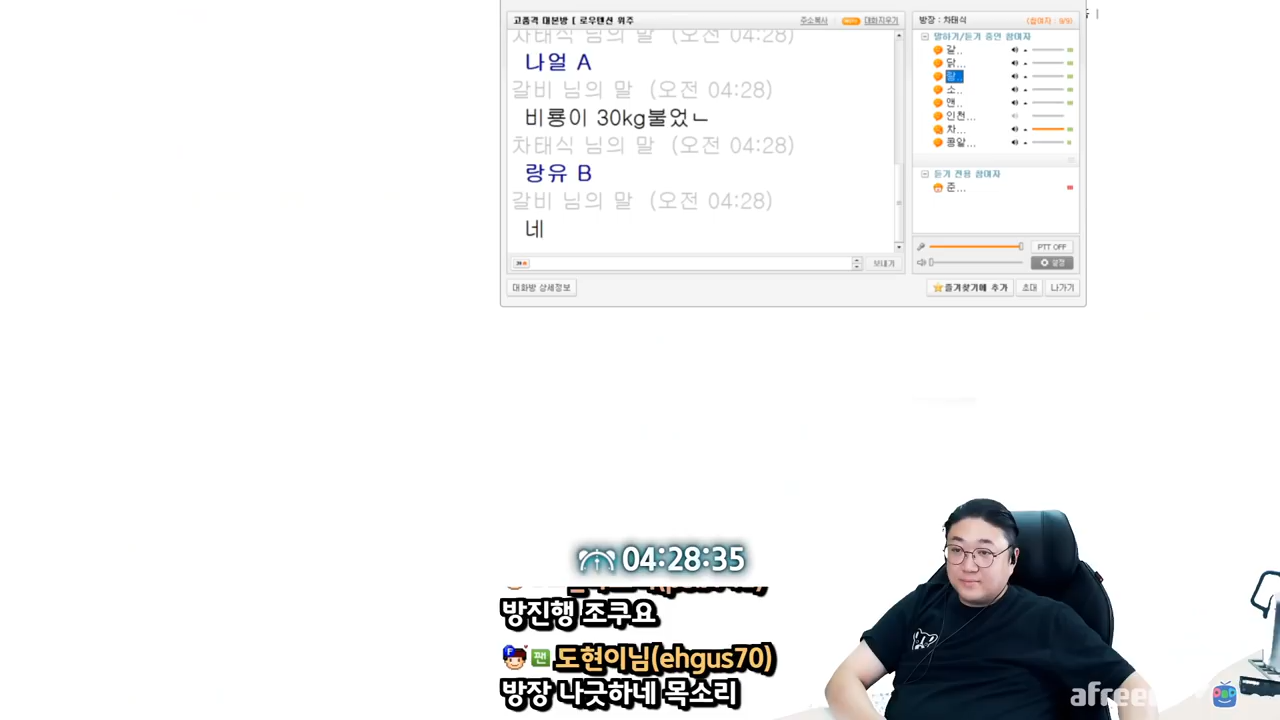 고품격 대본방 [ 로우텐션 위주
주소복사
대화지우기
차태식 님의 말 (오전 04:28)
나얼 A
갈비 님의 말 (오전 04:28)
비룡이 30kg불었ㄴ
차태식 님의 말 (오전 04:28)
랑유 B
갈비 님의 말 (오전 04:28)
네
보내기
대화방 상세정보
방장 : 차태식
말하기/듣기 중인 참여자
갈..
닭...
랑...
소..
맨..
인천...
차...
콩알...
듣기 전용 참여자
준...
PTT OFF
설정
즐겨찾기에 추가
초대
나가기
04:28:35
방진행 조쿠요
팬 도현이님(ehgus70)
방장 나긋하네 목소리